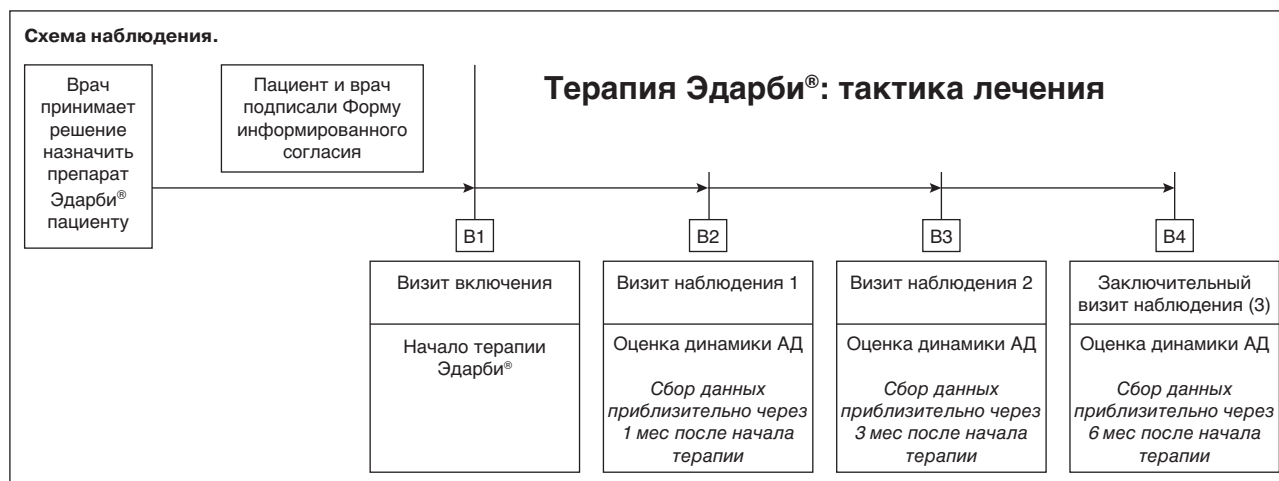 Схема наблюдения.
Врач
принимает
решение
назначить
препарат
Эдарби®
пациенту
Пациент и врач
подписали Форму
информированного
согласия
Терапия Эдарби®: тактика лечения
В1
В2
В3
В4
Визит включения
Начало терапии
Эдарби®
Визит наблюдения 1
Оценка динамики АД
Сбор данных
приблизительно через
1 мес после начала
терапии
Визит наблюдения 2
Оценка динамики АД
Сбор данных
приблизительно через
3 мес после начала
терапии
Заключительный
визит наблюдения (3)
Оценка динамики АД
Сбор данных
приблизительно через
6 мес после начала
терапии